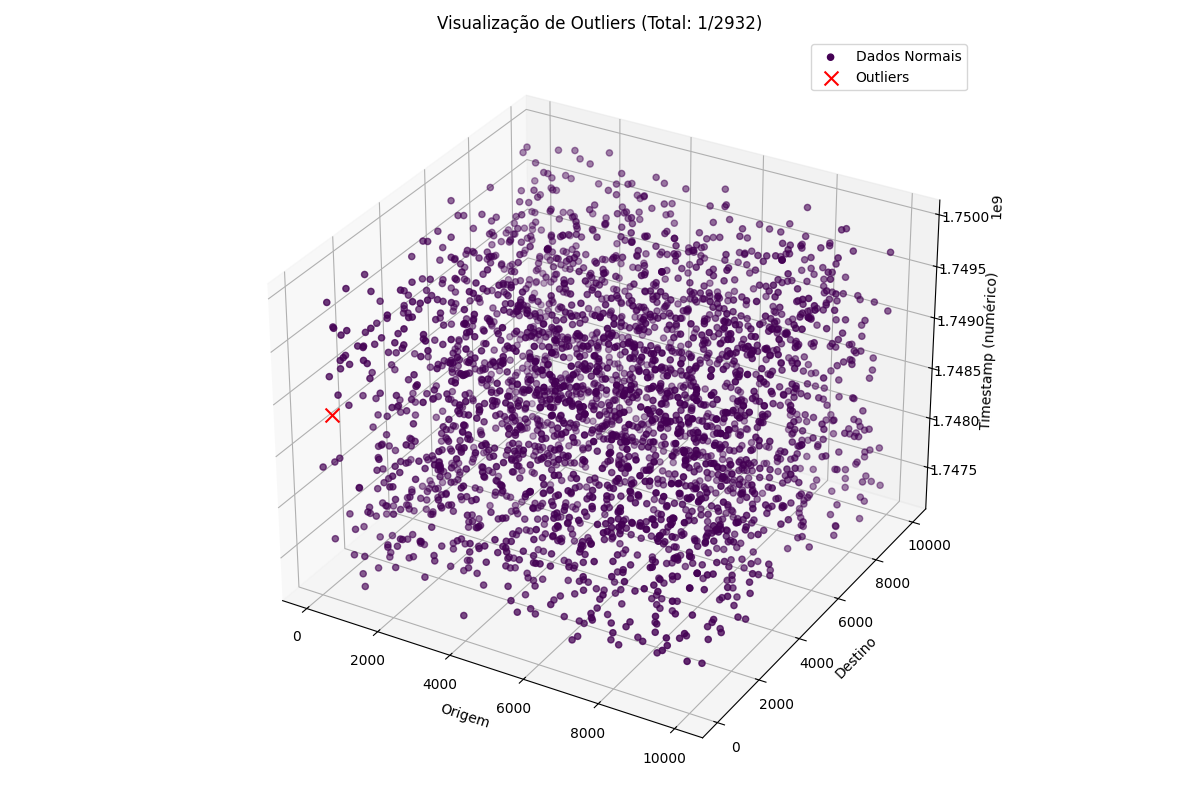 Visualização de Outliers (Total: 1/2932)
Dados Normais
Outliers
1e9
1.7500
1.7495
1.7490
1.7485
1.7480
1.7475
Timestamp (numérico)
0
2000
4000
6000
8000
10000
Origem
0
2000
4000
6000
8000
10000
Destino